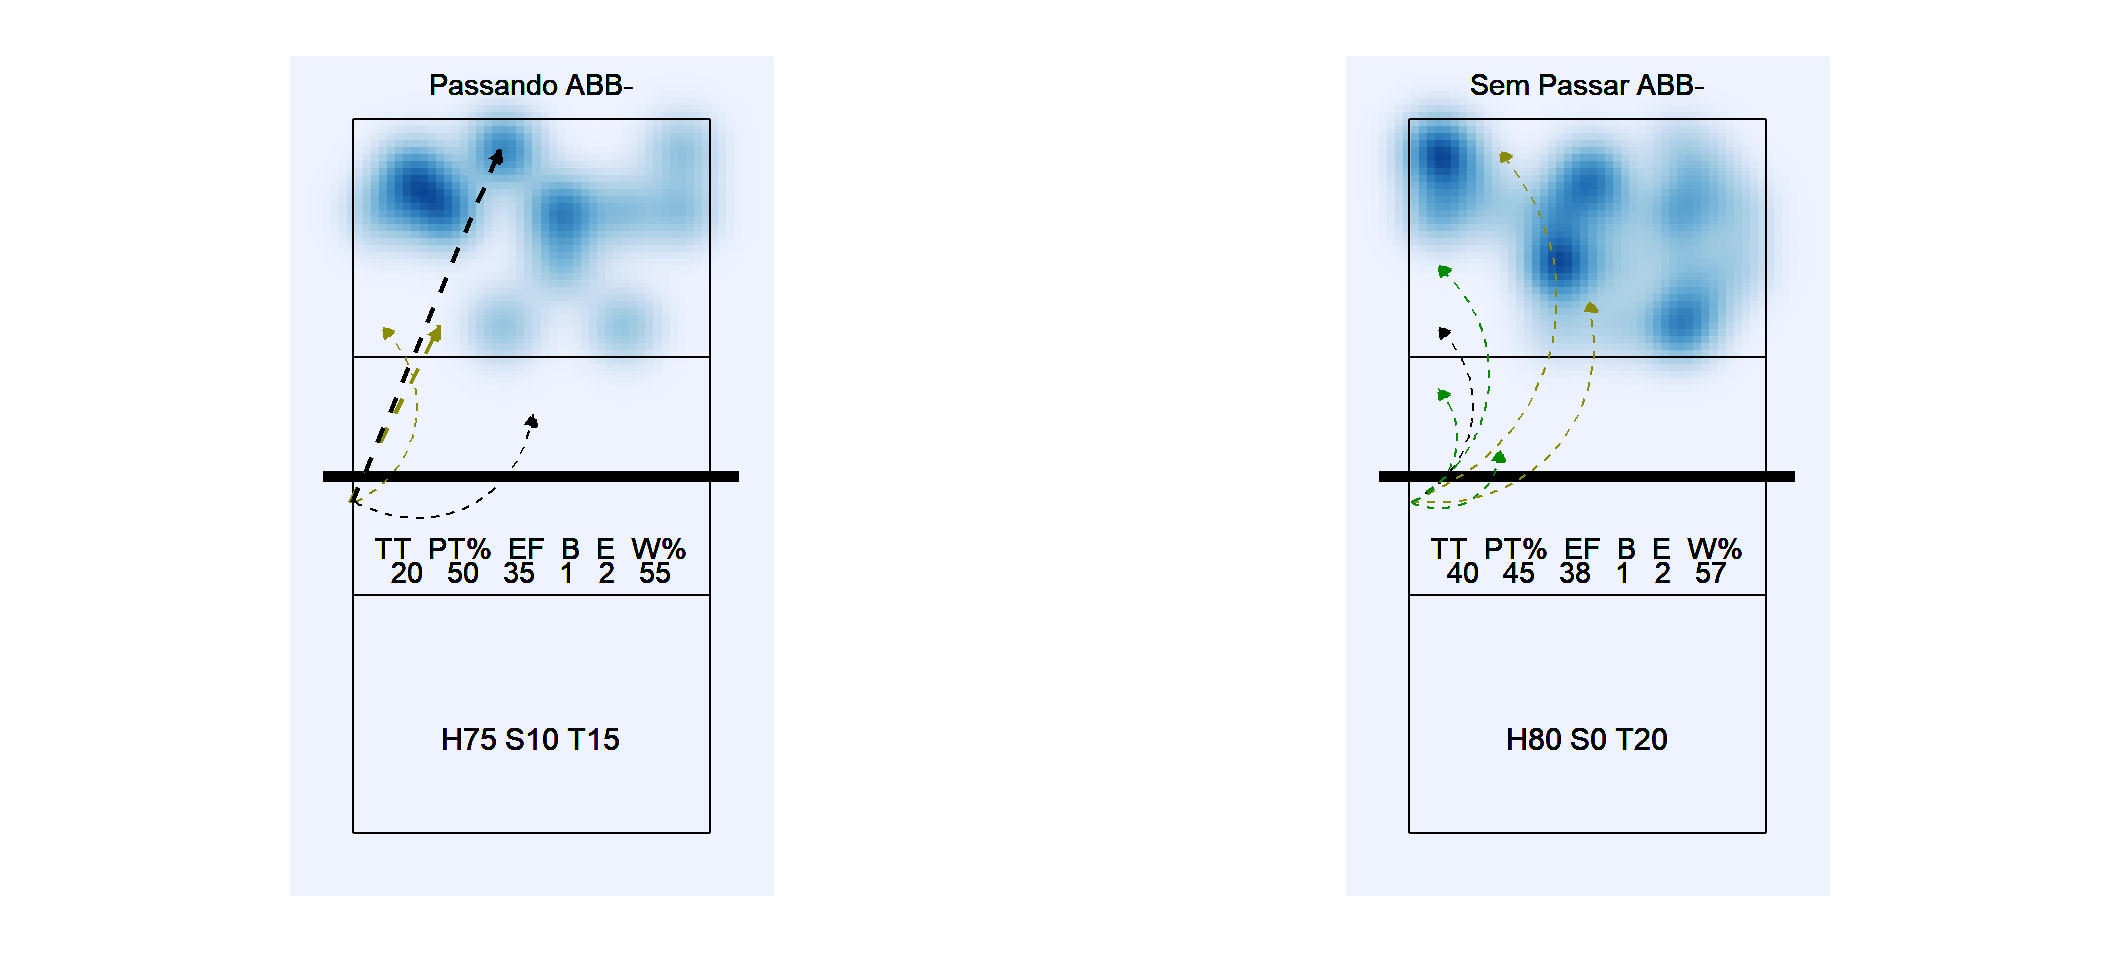 Passando ABB-
TT PT% EF B E W%
20 50 35 1 2 55
H75 S10 T15
Sem Passar ABB-
TT PT% EF B E W%
40 45 38 1 2 57
H80 S0 T20